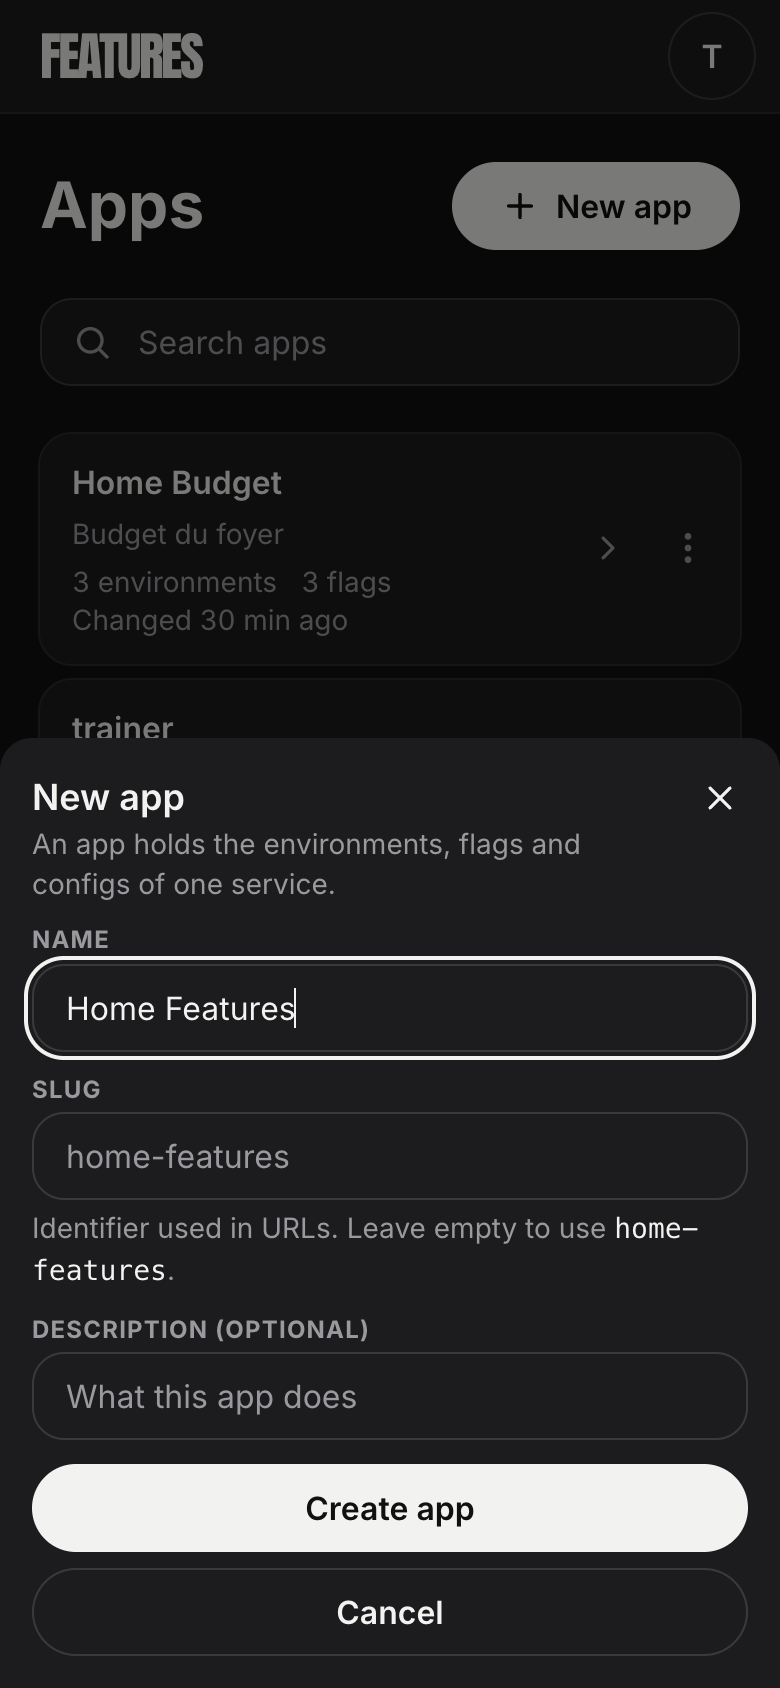 FEATURES
T
Apps
New app
Search apps
Home Budget
Budget du foyer
3 environments 3 flags
Changed 30 min ago
trainer
New app
An app holds the environments, flags and
configs of one service.
NAME
Home Features
SLUG
home-features
Identifier used in URLs. Leave empty to use home-
features.
DESCRIPTION (OPTIONAL)
What this app does
Create app
Cancel